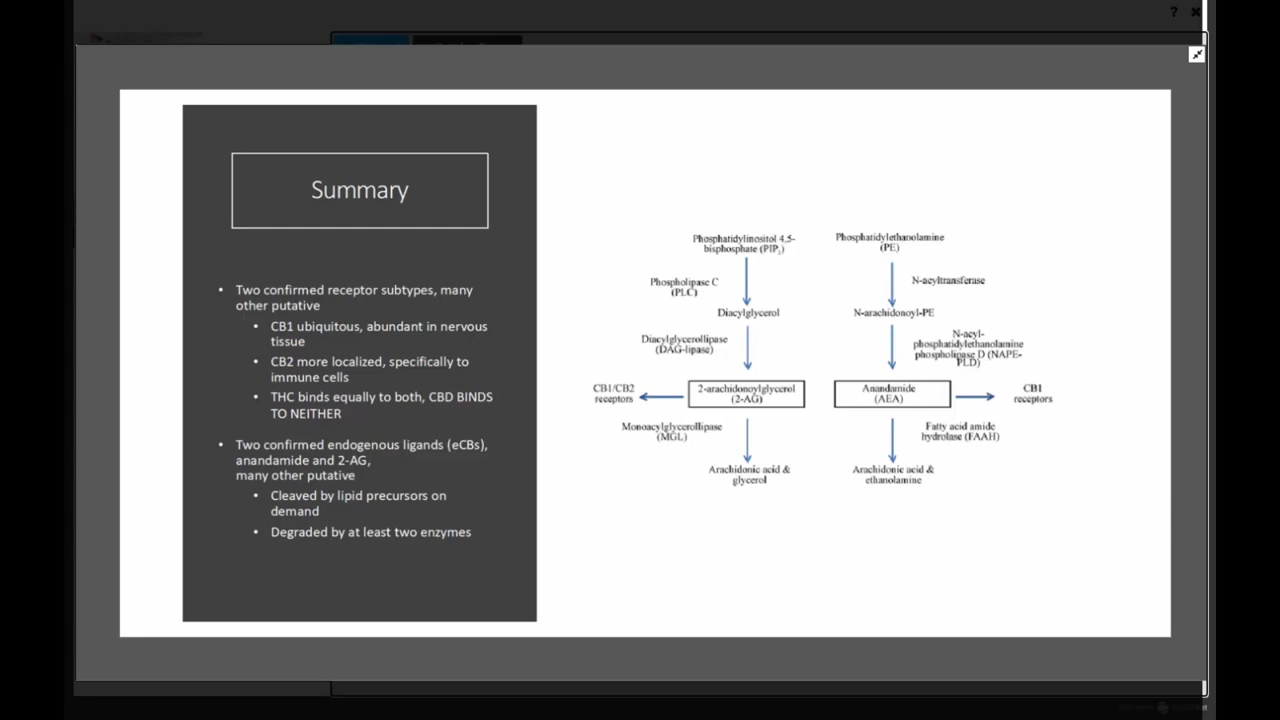 ?
Summary
Two confirmed receptor subtypes, many
other putative
CB1 ubiquitous, abundant in nervous
tissue
CB2 more localized, specifically to
immune cells
THC binds equally to both, CBD BINDS
TO NEITHER
Two confirmed endogenous ligands (eCBs),
anandamide and 2-AG,
many other putative
Cleaved by lipid precursors on
demand
Degraded by at least two enzymes
Phosphatidylinositol 4,5-
bisphosphate (PIP₂)
Phospholipase C
(PLC)
Diacylglycerol
Diacylglycerollipase
(DAG-lipase)
CB1/CB2
receptors
2-arachidonoylglycerol
(2-AG)
Monoacylglycerollipase
(MGL)
Arachidonic acid &
glycerol
Phosphatidylethanolamine
(PE)
N-acyltransferase
N-arachidonoyl-PE
N-acyl-
phosphatidylethanolamine
phospholipase D (NAPE-
PLD)
Anandamide
(AEA)
CB1
receptors
Fatty acid amide
hydrolase (FAAH)
Arachidonic acid &
ethanolamine